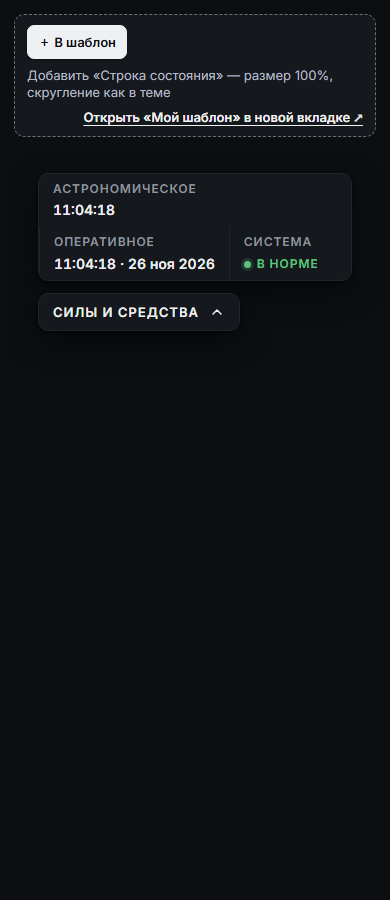 + В шаблон
Добавить «Строка состояния» — размер 100%,
скругление как в теме
Открыть «Мой шаблон» в новой вкладке ↗
АСТРОНОМИЧЕСКОЕ
11:04:18
ОПЕРАТИВНОЕ
11:04:18 · 26 ноя 2026
СИСТЕМА
В НОРМЕ
СИЛЫ И СРЕДСТВА